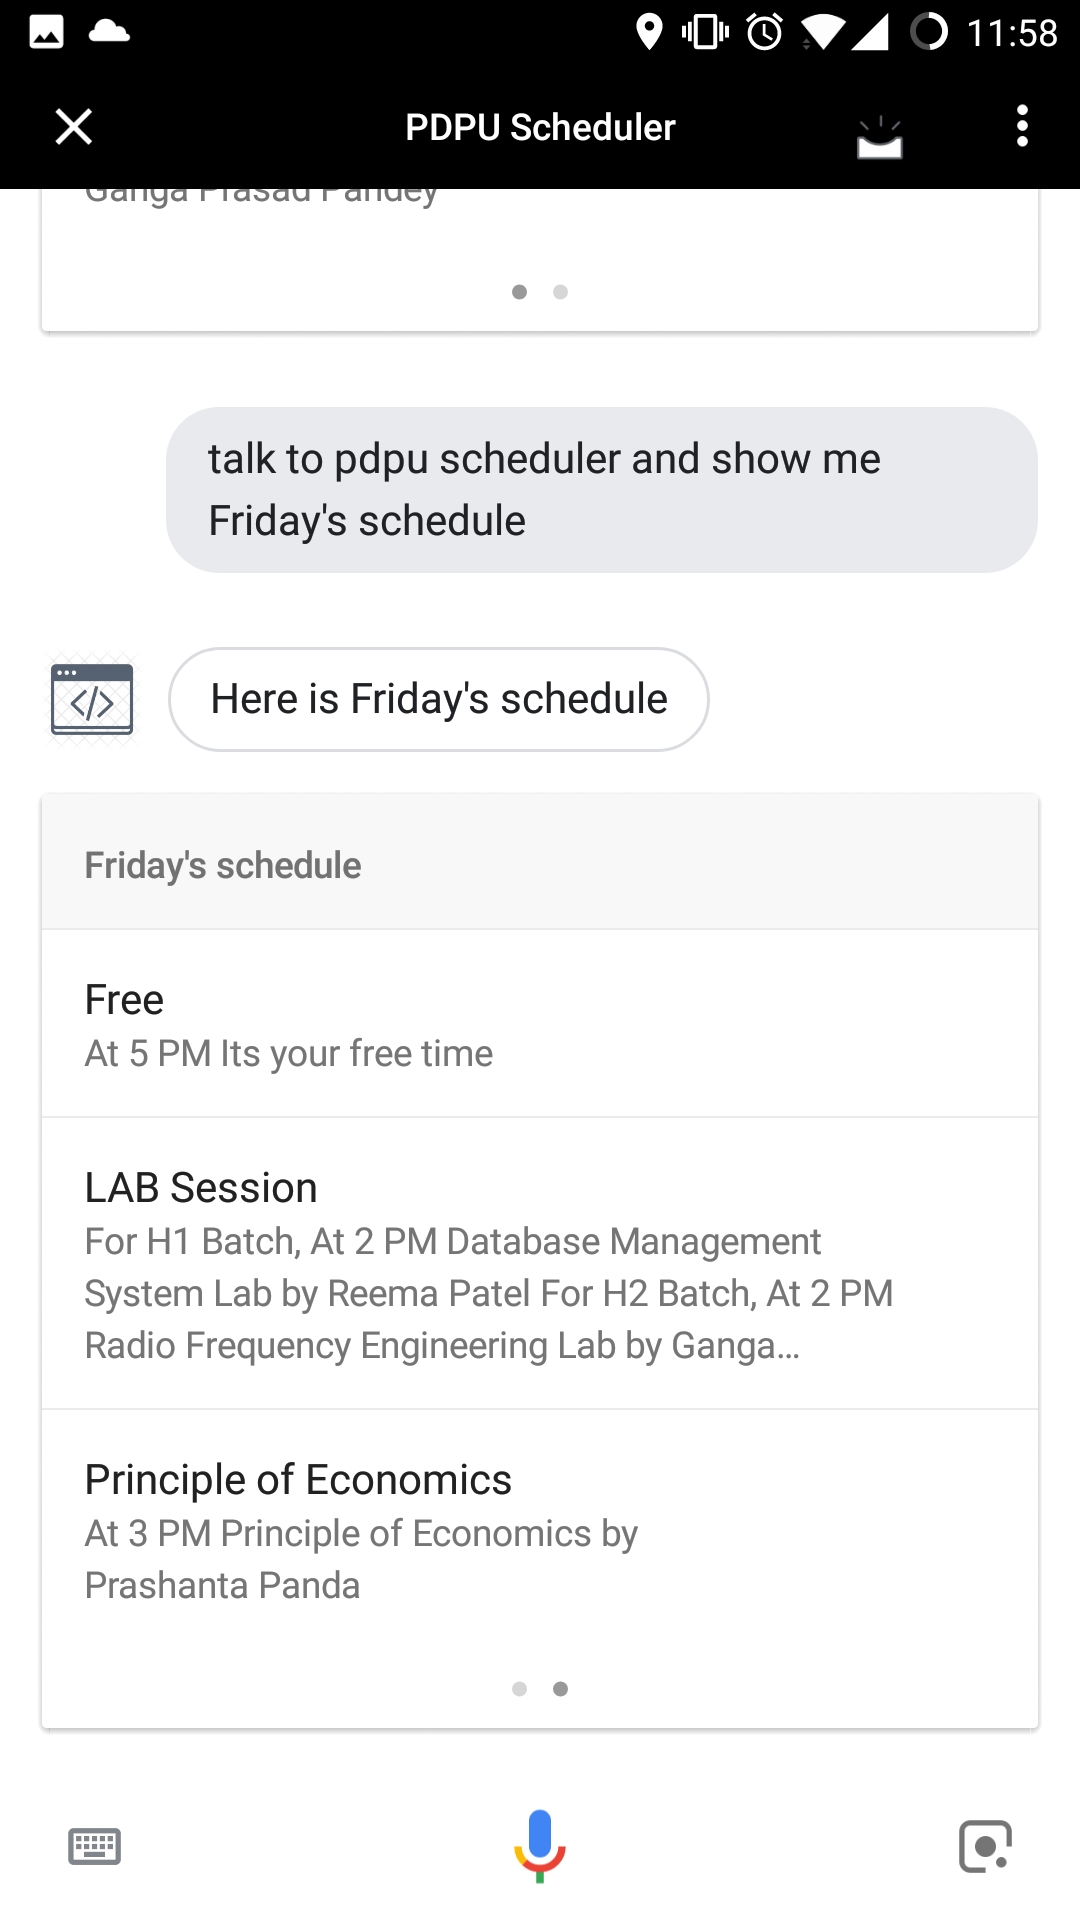 11:58
PDPU Scheduler
Ganga Prasad Pandey
talk to pdpu scheduler and show me
Friday's schedule
</>
Here is Friday's schedule
Friday's schedule
Free
At 5 PM Its your free time
LAB Session
For H1 Batch, At 2 PM Database Management
System Lab by Reema Patel For H2 Batch, At 2 PM
Radio Frequency Engineering Lab by Ganga...
Principle of Economics
At 3 PM Principle of Economics by
Prashanta Panda